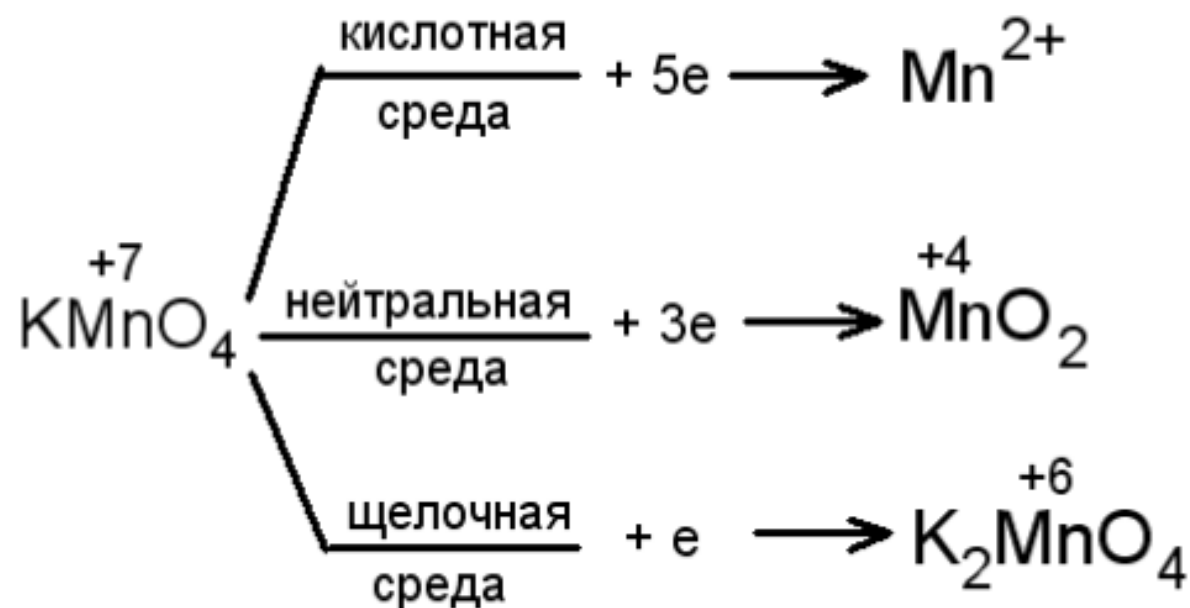 кислотная
среда
+ 5e → Mn²⁺
+7
KMnO₄
нейтральная
среда
+ 3e → MnO₂
+4
щелочная
среда
+ e → K₂MnO₄
+6